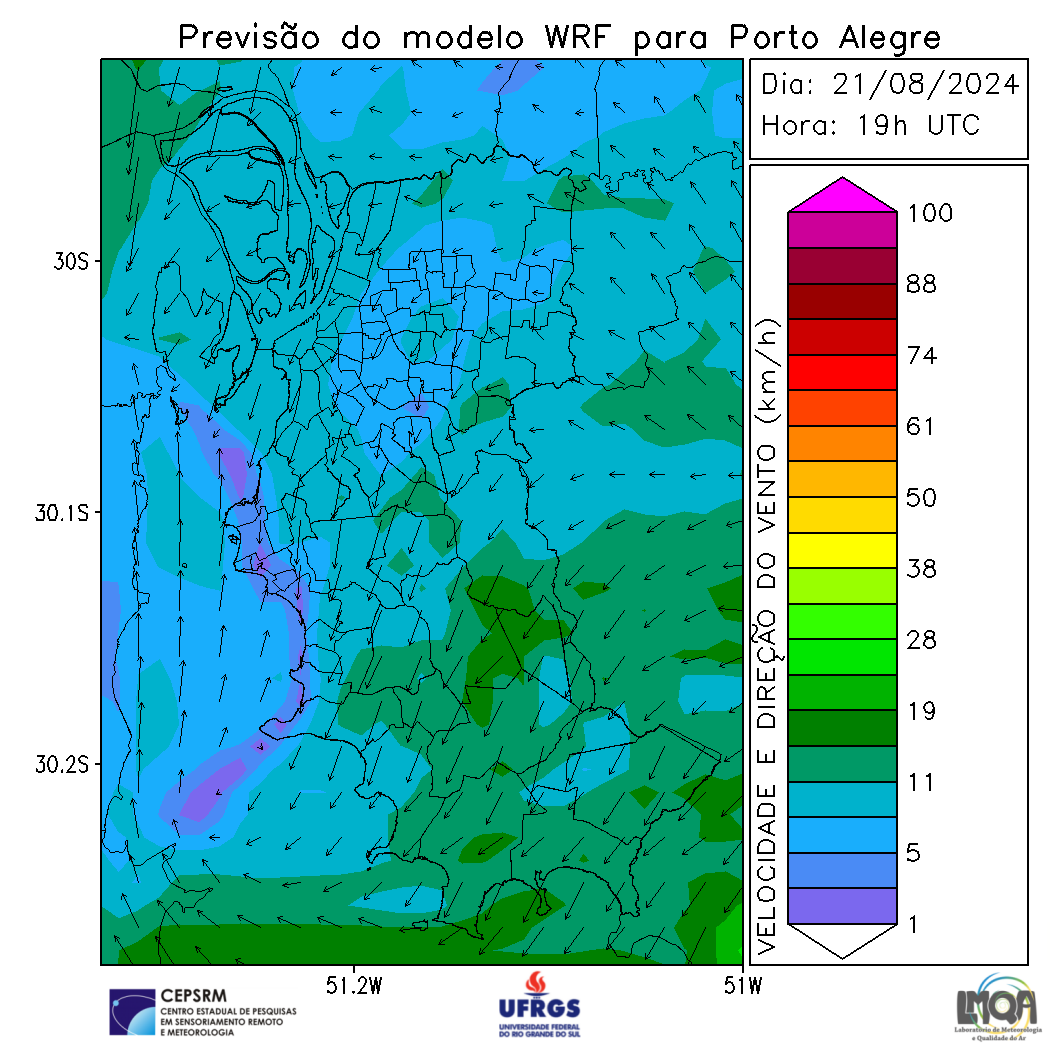 Previsão do modelo WRF para Porto Alegre
Dia: 21/08/2024
Hora: 19h UTC
30S
30.1S
30.2S
51.2W
51W
VELOCIDADE E DIREÇÃO DO VENTO (km/h)
100
88
74
61
50
38
28
19
11
5
1
CEPSRM
CENTRO ESTADUAL DE PESQUISAS
EM SENSORIAMENTO REMOTO
E METEOROLOGIA
UFRGS
UNIVERSIDADE FEDERAL
DO RIO GRANDE DO SUL
LMQA
Laboratório de Meteorologia
e Qualidade do Ar